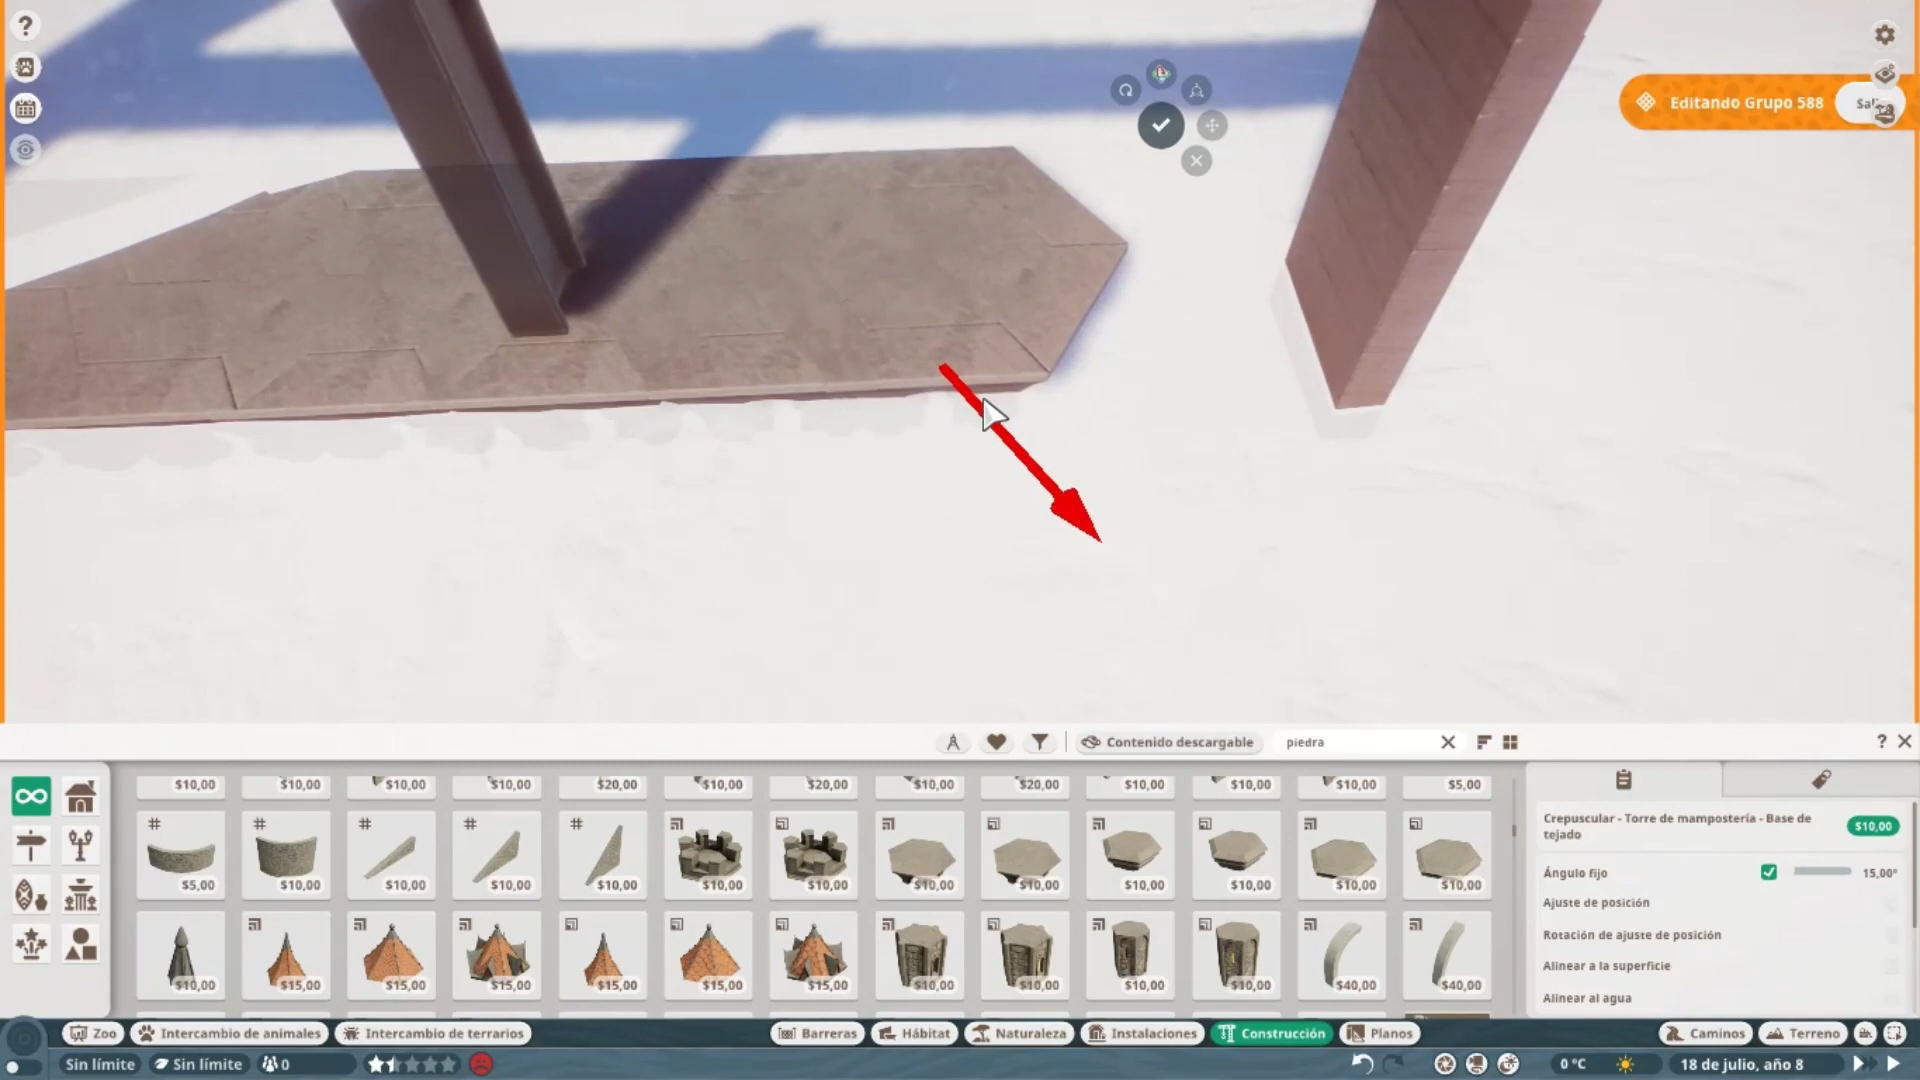 ?
Editando Grupo 588
Contenido descargable
piedra
?
$10,00 $10,00 $10,00 $10,00 $20,00 $10,00 $20,00 $10,00 $20,00 $10,00 $10,00 $10,00 $5,00
$5,00 $10,00 $10,00 $10,00 $10,00 $10,00 $10,00 $10,00 $10,00 $10,00 $10,00 $10,00 $10,00
$10,00 $15,00 $15,00 $15,00 $15,00 $15,00 $15,00 $10,00 $10,00 $10,00 $10,00 $40,00 $40,00
Crepuscular - Torre de mampostería - Base de
tejado
$10,00
Ángulo fijo
15,00°
Ajuste de posición
Rotación de ajuste de posición
Alinear a la superficie
Alinear al agua
Zoo
Intercambio de animales
Intercambio de terrarios
Barreras
Hábitat
Naturaleza
Instalaciones
Construcción
Planos
Caminos
Terreno
Sin límite
Sin límite
0
0 °C
18 de julio, año 8